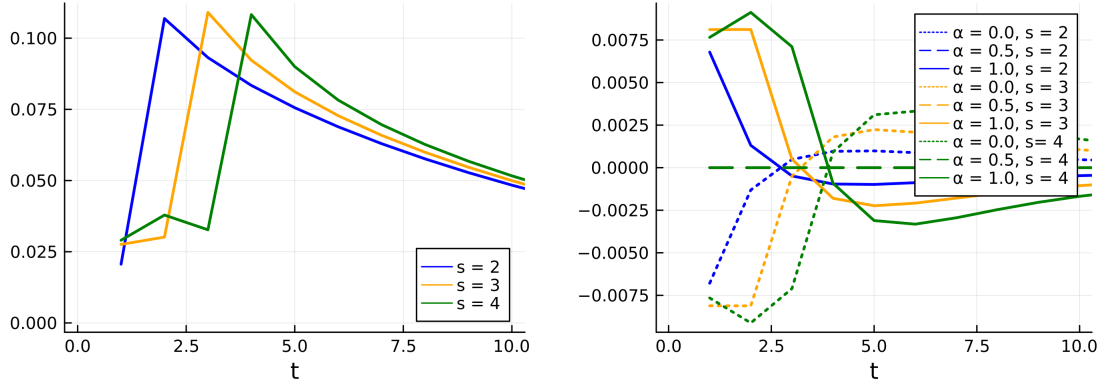 0.100
0.075
0.050
0.025
0.000
0.0 2.5 5.0 7.5 10.0
t
s = 2
s = 3
s = 4
0.0075
0.0050
0.0025
0.0000
−0.0025
−0.0050
−0.0075
0.0 2.5 5.0 7.5 10.0
t
α = 0.0, s = 2
α = 0.5, s = 2
α = 1.0, s = 2
α = 0.0, s = 3
α = 0.5, s = 3
α = 1.0, s = 3
α = 0.0, s= 4
α = 0.5, s = 4
α = 1.0, s = 4